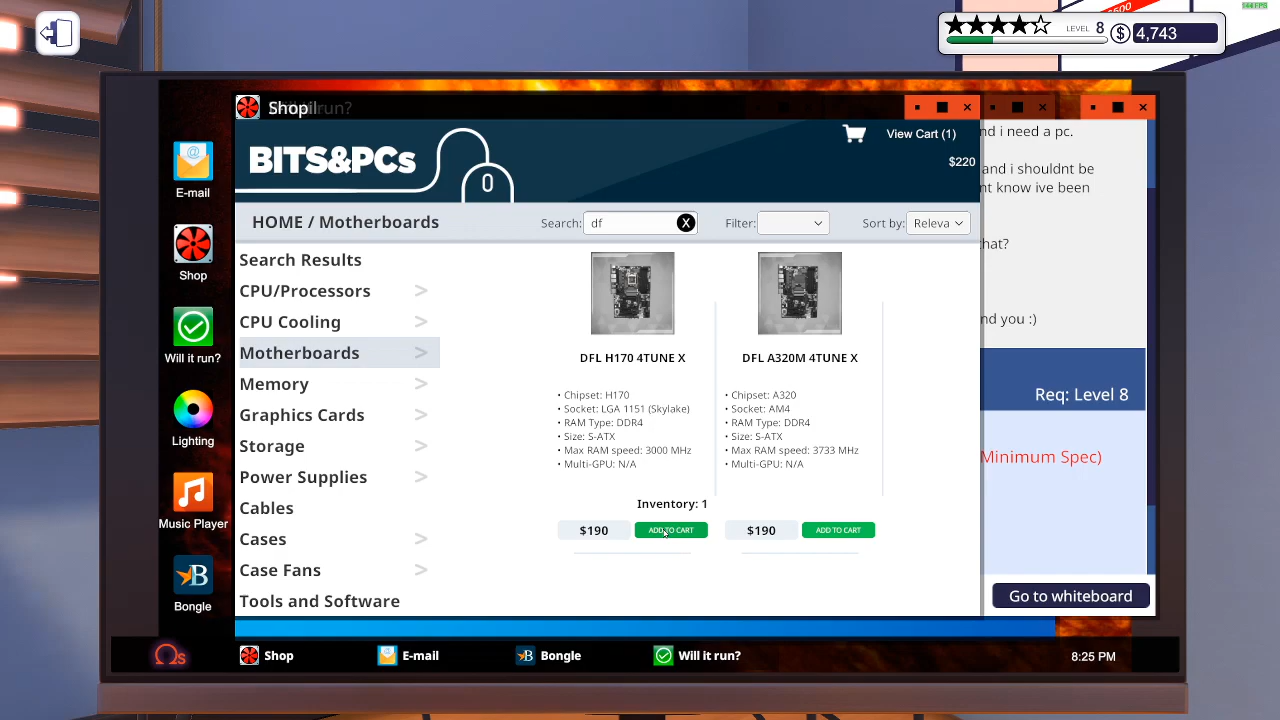 144 FPS
$600
LEVEL 8
$ 4,743
Shop
run?
nd i need a pc.
BITS&PCs
0
View Cart (1)
$220
and i shouldnt be
nt know ive been
HOME / Motherboards
Search: df X
Filter:
Sort by: Releva
that?
E-mail
Shop
Will it run?
Lighting
Music Player
Bongle
Search Results
CPU/Processors >
CPU Cooling >
Motherboards >
Memory >
Graphics Cards >
Storage >
Power Supplies >
Cables
Cases >
Case Fans >
Tools and Software
DFL H170 4TUNE X
• Chipset: H170
• Socket: LGA 1151 (Skylake)
• RAM Type: DDR4
• Size: S-ATX
• Max RAM speed: 3000 MHz
• Multi-GPU: N/A
Inventory: 1
$190 ADD TO CART
DFL A320M 4TUNE X
• Chipset: A320
• Socket: AM4
• RAM Type: DDR4
• Size: S-ATX
• Max RAM speed: 3733 MHz
• Multi-GPU: N/A
$190 ADD TO CART
nd you :)
Req: Level 8
Minimum Spec)
Go to whiteboard
Ωs
Shop
E-mail
B Bongle
Will it run?
8:25 PM